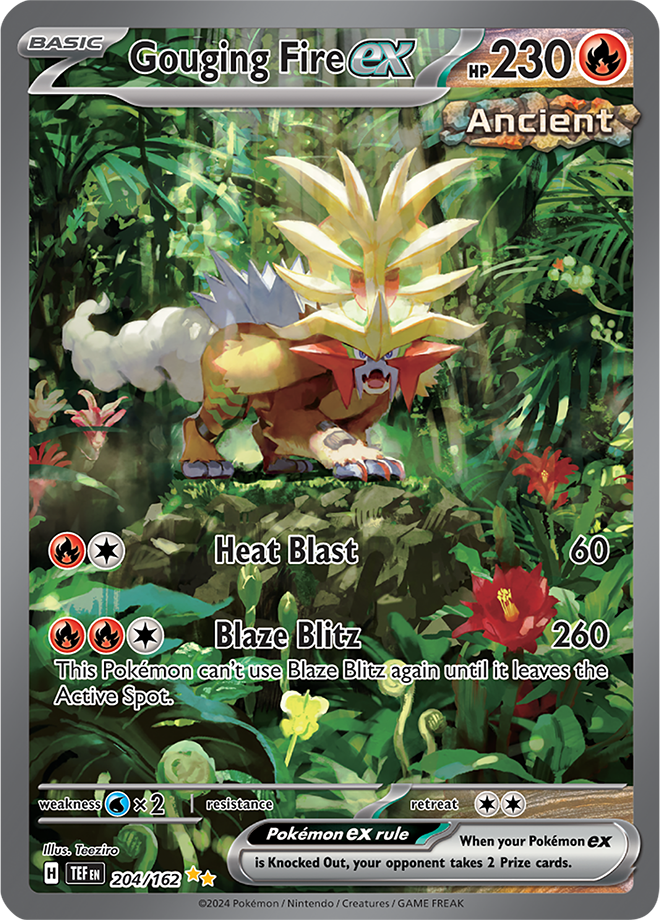 BASIC Gouging Fire ex HP 230
Ancient
Heat Blast 60
Blaze Blitz 260
This Pokémon can't use Blaze Blitz again until it leaves the
Active Spot.
weakness × 2 resistance retreat
Pokémon ex rule When your Pokémon ex
is Knocked Out, your opponent takes 2 Prize cards.
Illus. Teeziro
H TEF EN 204/162
©2024 Pokémon / Nintendo / Creatures / GAME FREAK